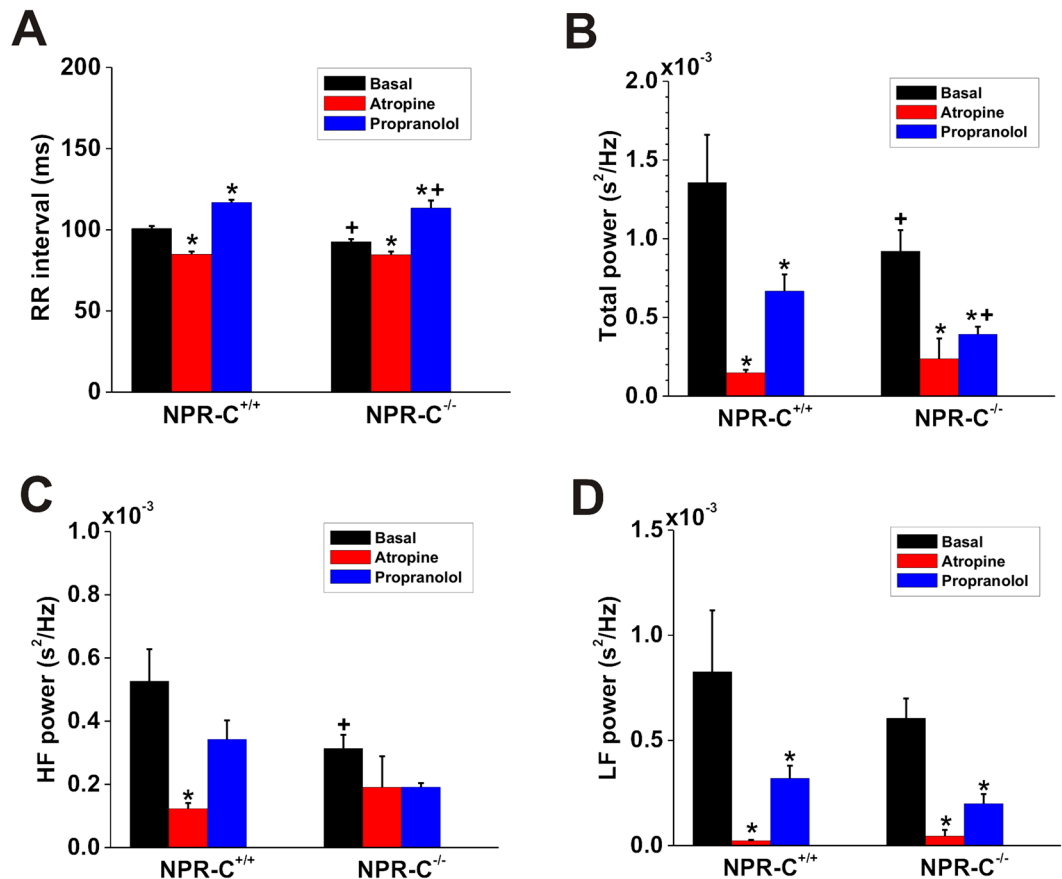 A
RR interval (ms)
200
150
100
50
0
Basal
Atropine
Propranolol
*
*
+
*
*+
NPR-C+/+
NPR-C-/-
B
Total power (s2/Hz)
x10-3
2.0
1.5
1.0
0.5
0.0
Basal
Atropine
Propranolol
*
*
+
*
*+
NPR-C+/+
NPR-C-/-
C
HF power (s2/Hz)
x10-3
1.0
0.8
0.6
0.4
0.2
0.0
Basal
Atropine
Propranolol
*
+
NPR-C+/+
NPR-C-/-
D
LF power (s2/Hz)
x10-3
1.5
1.0
0.5
0.0
Basal
Atropine
Propranolol
*
*
*
*
NPR-C+/+
NPR-C-/-